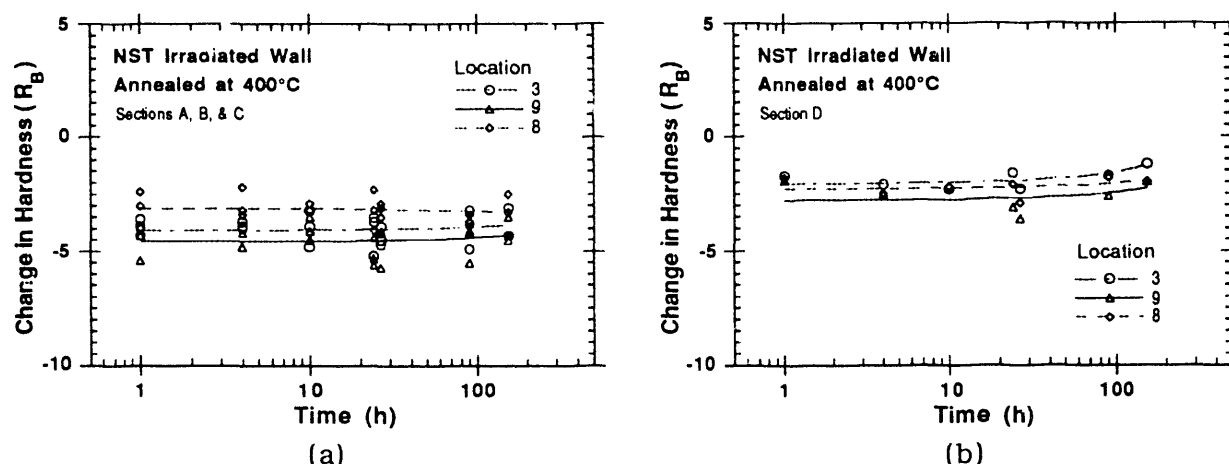 Change in Hardness (R_B)
5
0
-5
-10
NST Irradiated Wall
Annealed at 400°C
Sections A, B, & C
Location
3
9
8
1
10
100
Time (h)
(a)
Change in Hardness (R_B)
5
0
-5
-10
NST Irradiated Wall
Annealed at 400°C
Section D
Location
3
9
8
1
10
100
Time (h)
(b)